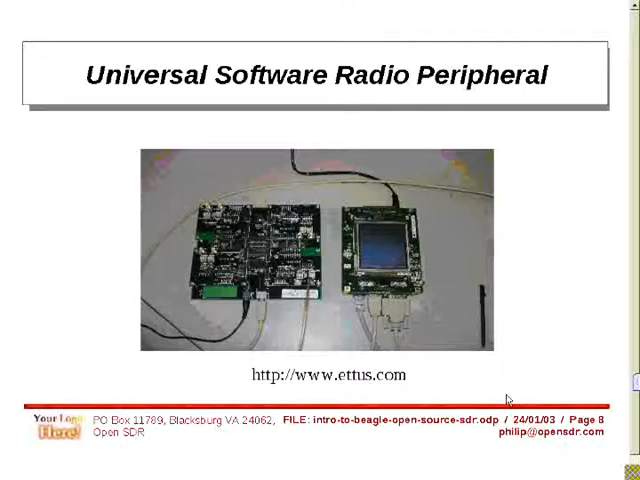 Universal Software Radio Peripheral
http://www.ettus.com
Your Logo
Here!
PO Box 11789, Blacksburg VA 24062,
Open SDR
FILE: intro-to-beagle-open-source-sdr.odp / 24/01/03 / Page 8
philip@opensdr.com